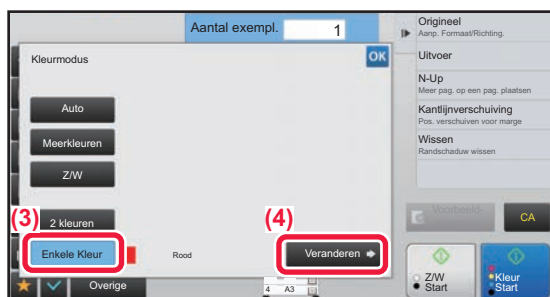 Aantal exempl. 1
Kleurmodus
OK
Auto
Meerkleuren
Z/W
(3)
2 kleuren
Enkele Kleur
Rood
(4)
Veranderen
Overige
4 A3
Origineel
Aanp. Formaat/Richting.
Uitvoer
N-Up
Meer pag. op een pag. plaatsen
Kantlijnverschuiving
Pos. verschuiven voor marge
Wissen
Randschaduw wissen
Voorbeeld-
CA
Z/W
Start
Kleur
Start